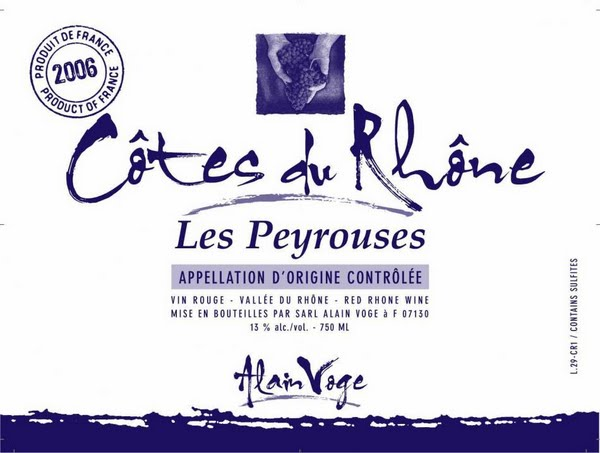 PRODUIT DE FRANCE
2006
PRODUCT OF FRANCE
Côtes du Rhône
Les Peyrouses
APPELLATION D'ORIGINE CONTRÔLÉE
VIN ROUGE - VALLÉE DU RHÔNE - RED RHONE WINE
MISE EN BOUTEILLES PAR SARL ALAIN VOGE à F 07130
13 % alc./vol. - 750 ML
Alain Voge
L.29-CR1 / CONTAINS SULFITES